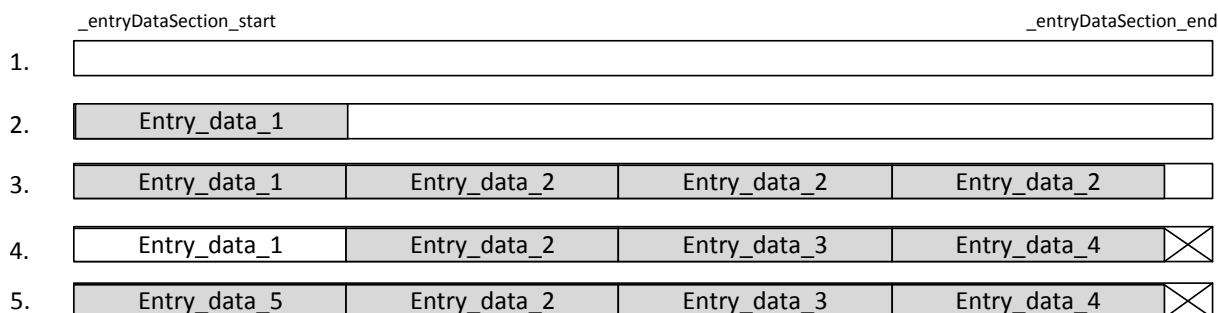 _entryDataSection_start _entryDataSection_end
1.
2. Entry_data_1
3. Entry_data_1 Entry_data_2 Entry_data_2 Entry_data_2
4. Entry_data_1 Entry_data_2 Entry_data_3 Entry_data_4
5. Entry_data_5 Entry_data_2 Entry_data_3 Entry_data_4